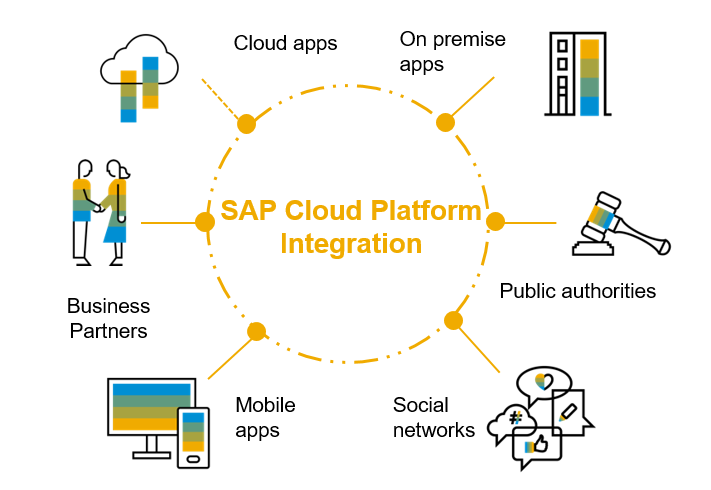 Cloud apps
On premise
apps
SAP Cloud Platform
Integration
Business
Partners
Public authorities
Mobile
apps
Social
networks
#